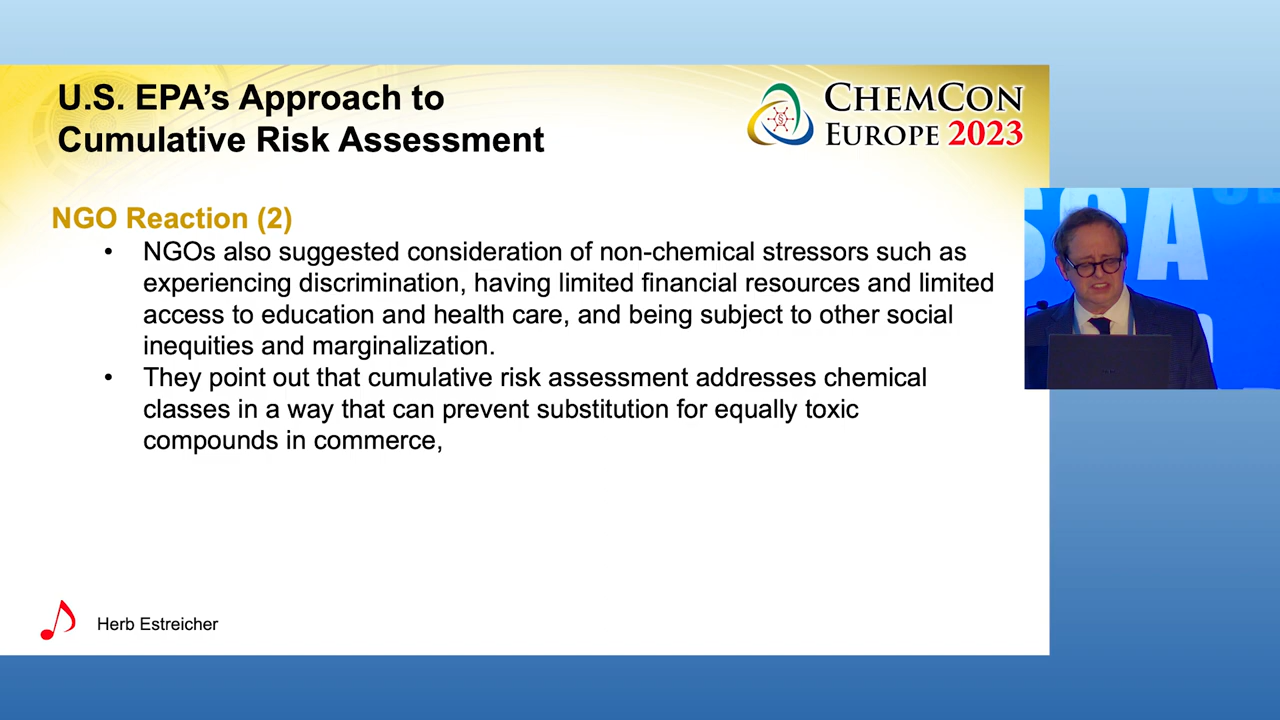 U.S. EPA's Approach to
Cumulative Risk Assessment
CHEMCON
EUROPE 2023
NGO Reaction (2)
• NGOs also suggested consideration of non-chemical stressors such as
experiencing discrimination, having limited financial resources and limited
access to education and health care, and being subject to other social
inequities and marginalization.
• They point out that cumulative risk assessment addresses chemical
classes in a way that can prevent substitution for equally toxic
compounds in commerce,
Herb Estreicher